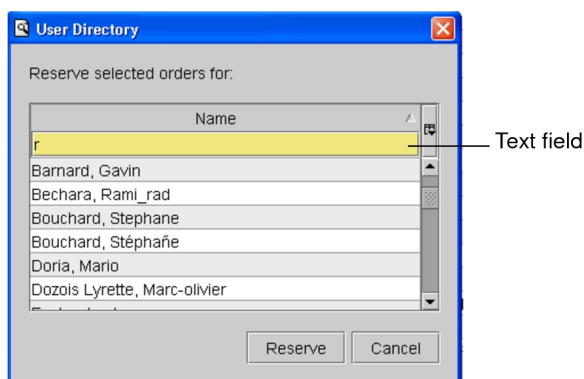 User Directory
Reserve selected orders for:
Name
r
Text field
Barnard, Gavin
Bechara, Rami_rad
Bouchard, Stephane
Bouchard, Stéphañe
Doria, Mario
Dozois Lyrette, Marc-olivier
Reserve Cancel